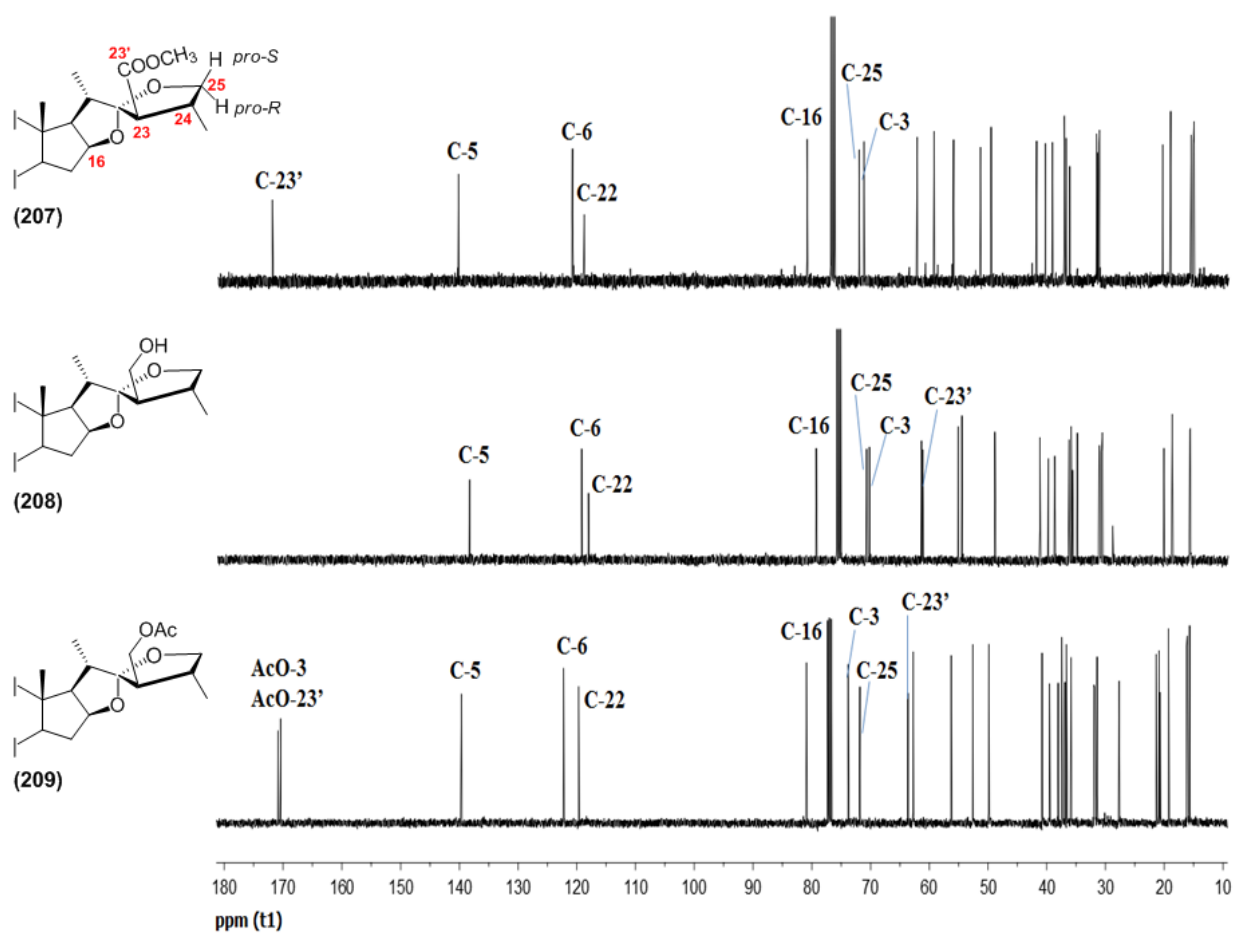 23'
COOCH3
H pro-S
O
25
H pro-R
24
O
23
16
(207)
C-23'
C-5
C-6
C-22
C-16
C-25
C-3
OH
O
O
(208)
C-5
C-6
C-22
C-16
C-25
C-3
C-23'
OAc
O
O
(209)
AcO-3
AcO-23'
C-5
C-6
C-22
C-16
C-3
C-23'
C-25
180 170 160 150 140 130 120 110 100 90 80 70 60 50 40 30 20 10
ppm (t1)